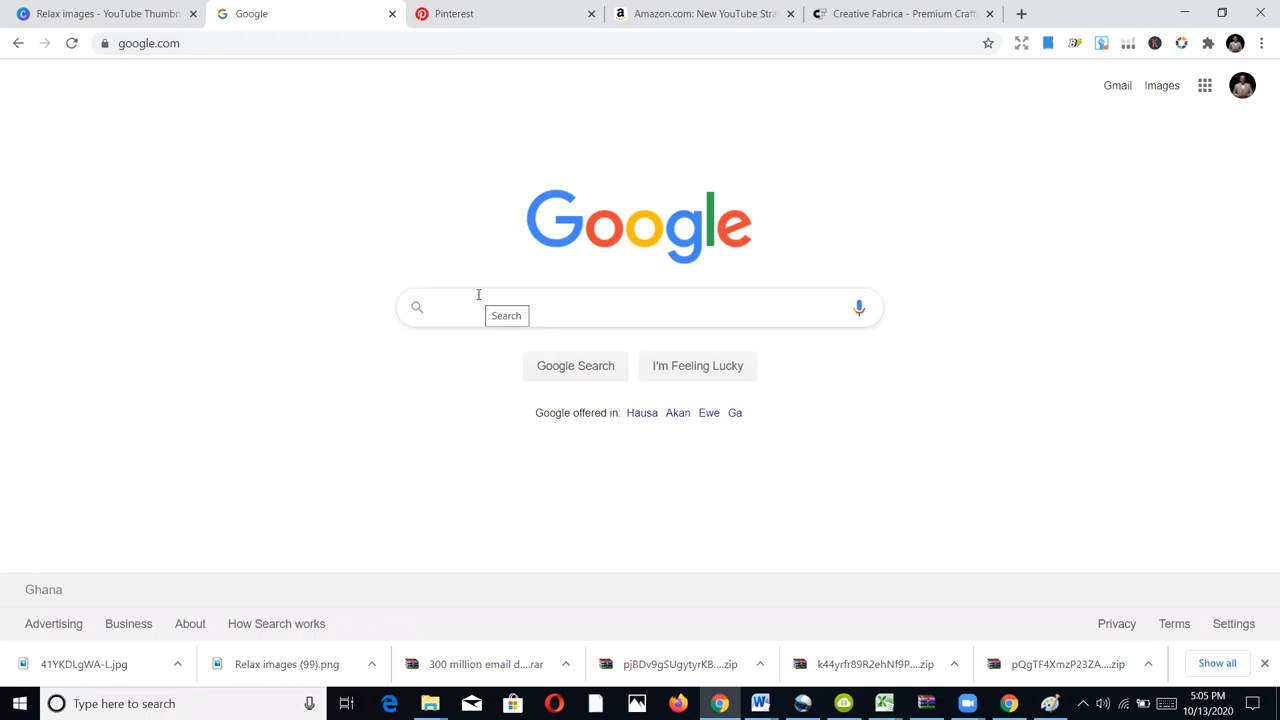 Relax images - YouTube Thumbn
Google
Pinterest
Amazon.com: New YouTube Stra
Creative Fabrica - Premium Craft
google.com
Gmail
Images
Google
Search
Google Search
I'm Feeling Lucky
Google offered in: Hausa Akan Ewe Ga
Ghana
Advertising
Business
About
How Search works
Privacy
Terms
Settings
41YKDLgWA-L.jpg
Relax images (99).png
300 million email d....rar
pjBDv9gSUgytyrKB....zip
k44yrfr89R2ehNf9P....zip
pQGTF4XmzP23ZA....zip
Show all
Type here to search
5:05 PM
10/13/2020